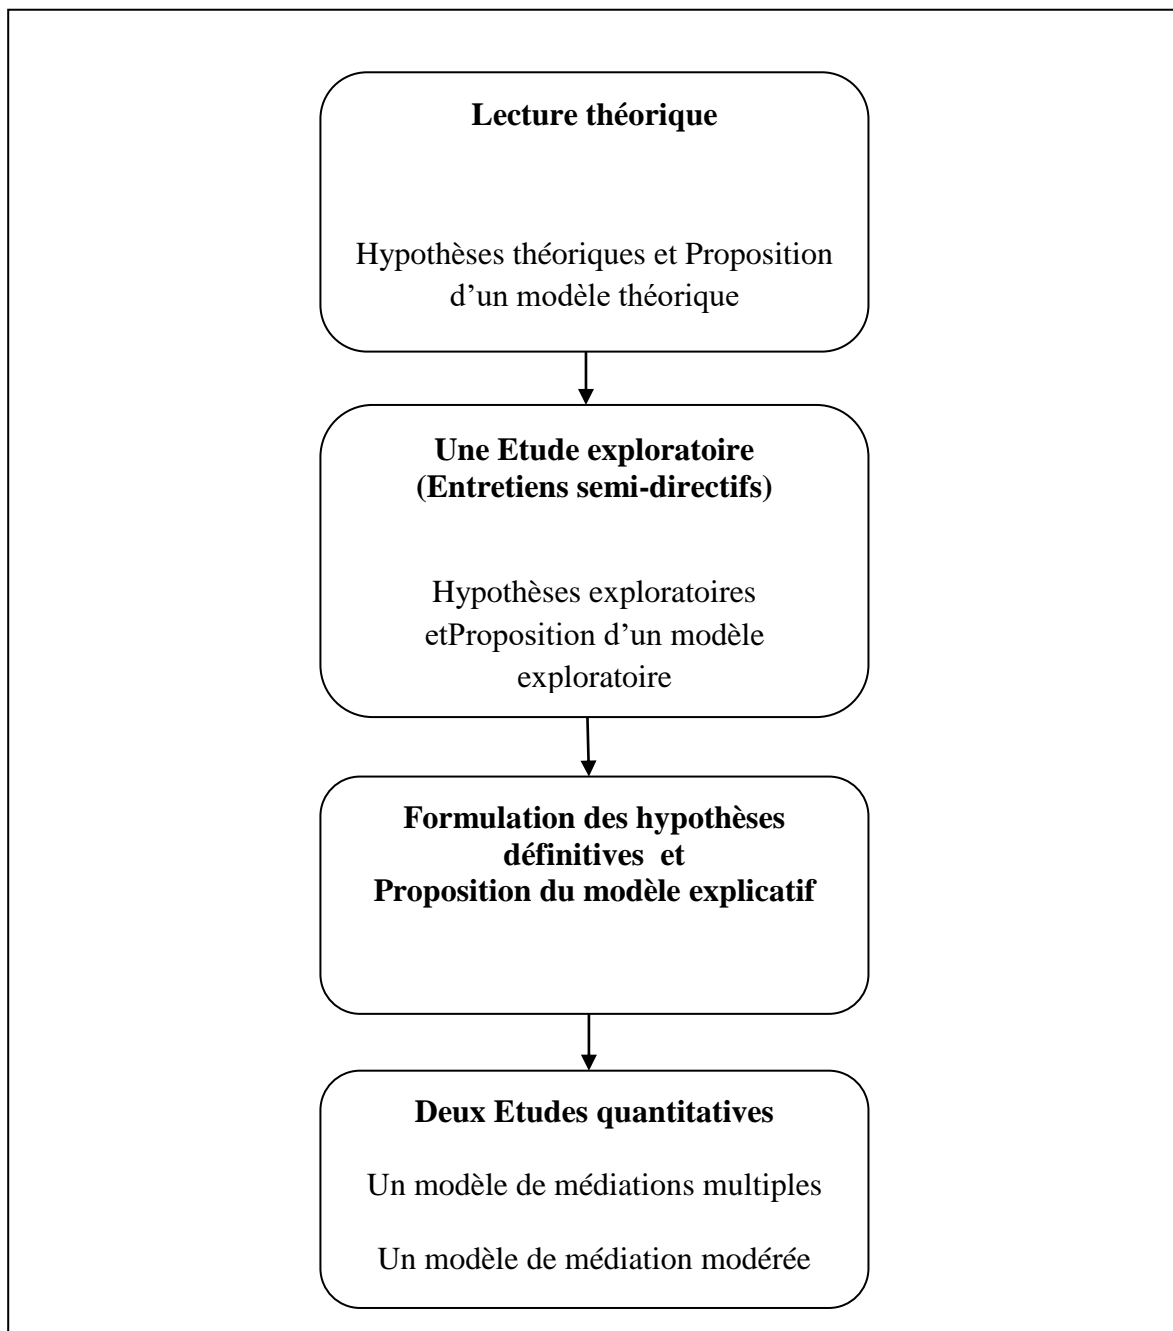 Lecture théorique
Hypothèses théoriques et Proposition
d’un modèle théorique
Une Etude exploratoire
(Entretiens semi-directifs)
Hypothèses exploratoires
etProposition d’un modèle
exploratoire
Formulation des hypothèses
définitives et
Proposition du modèle explicatif
Deux Etudes quantitatives
Un modèle de médiations multiples
Un modèle de médiation modérée